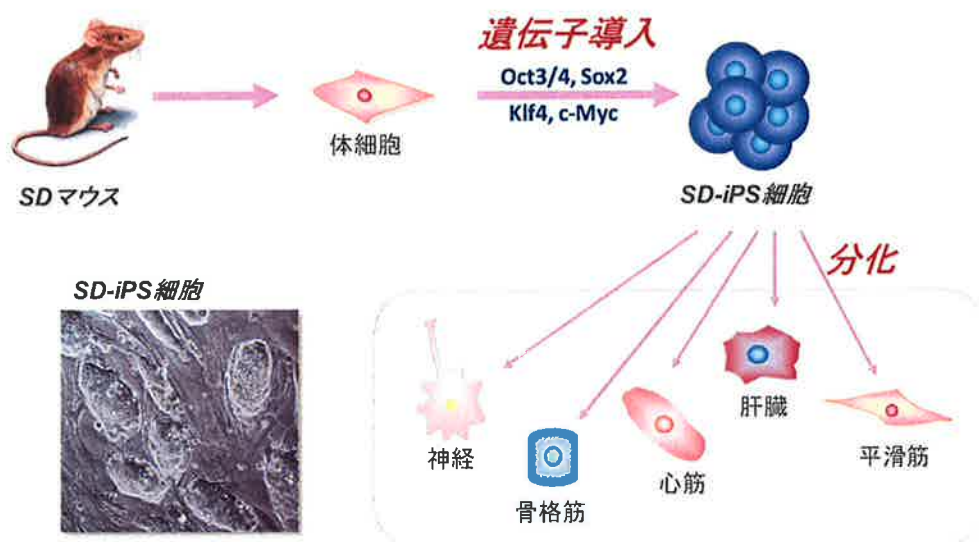 遺伝子導入
Oct3/4, Sox2
Klf4, c-Myc
体細胞
SDマウス
SD-iPS細胞
分化
SD-iPS細胞
神経
骨格筋
心筋
肝臓
平滑筋